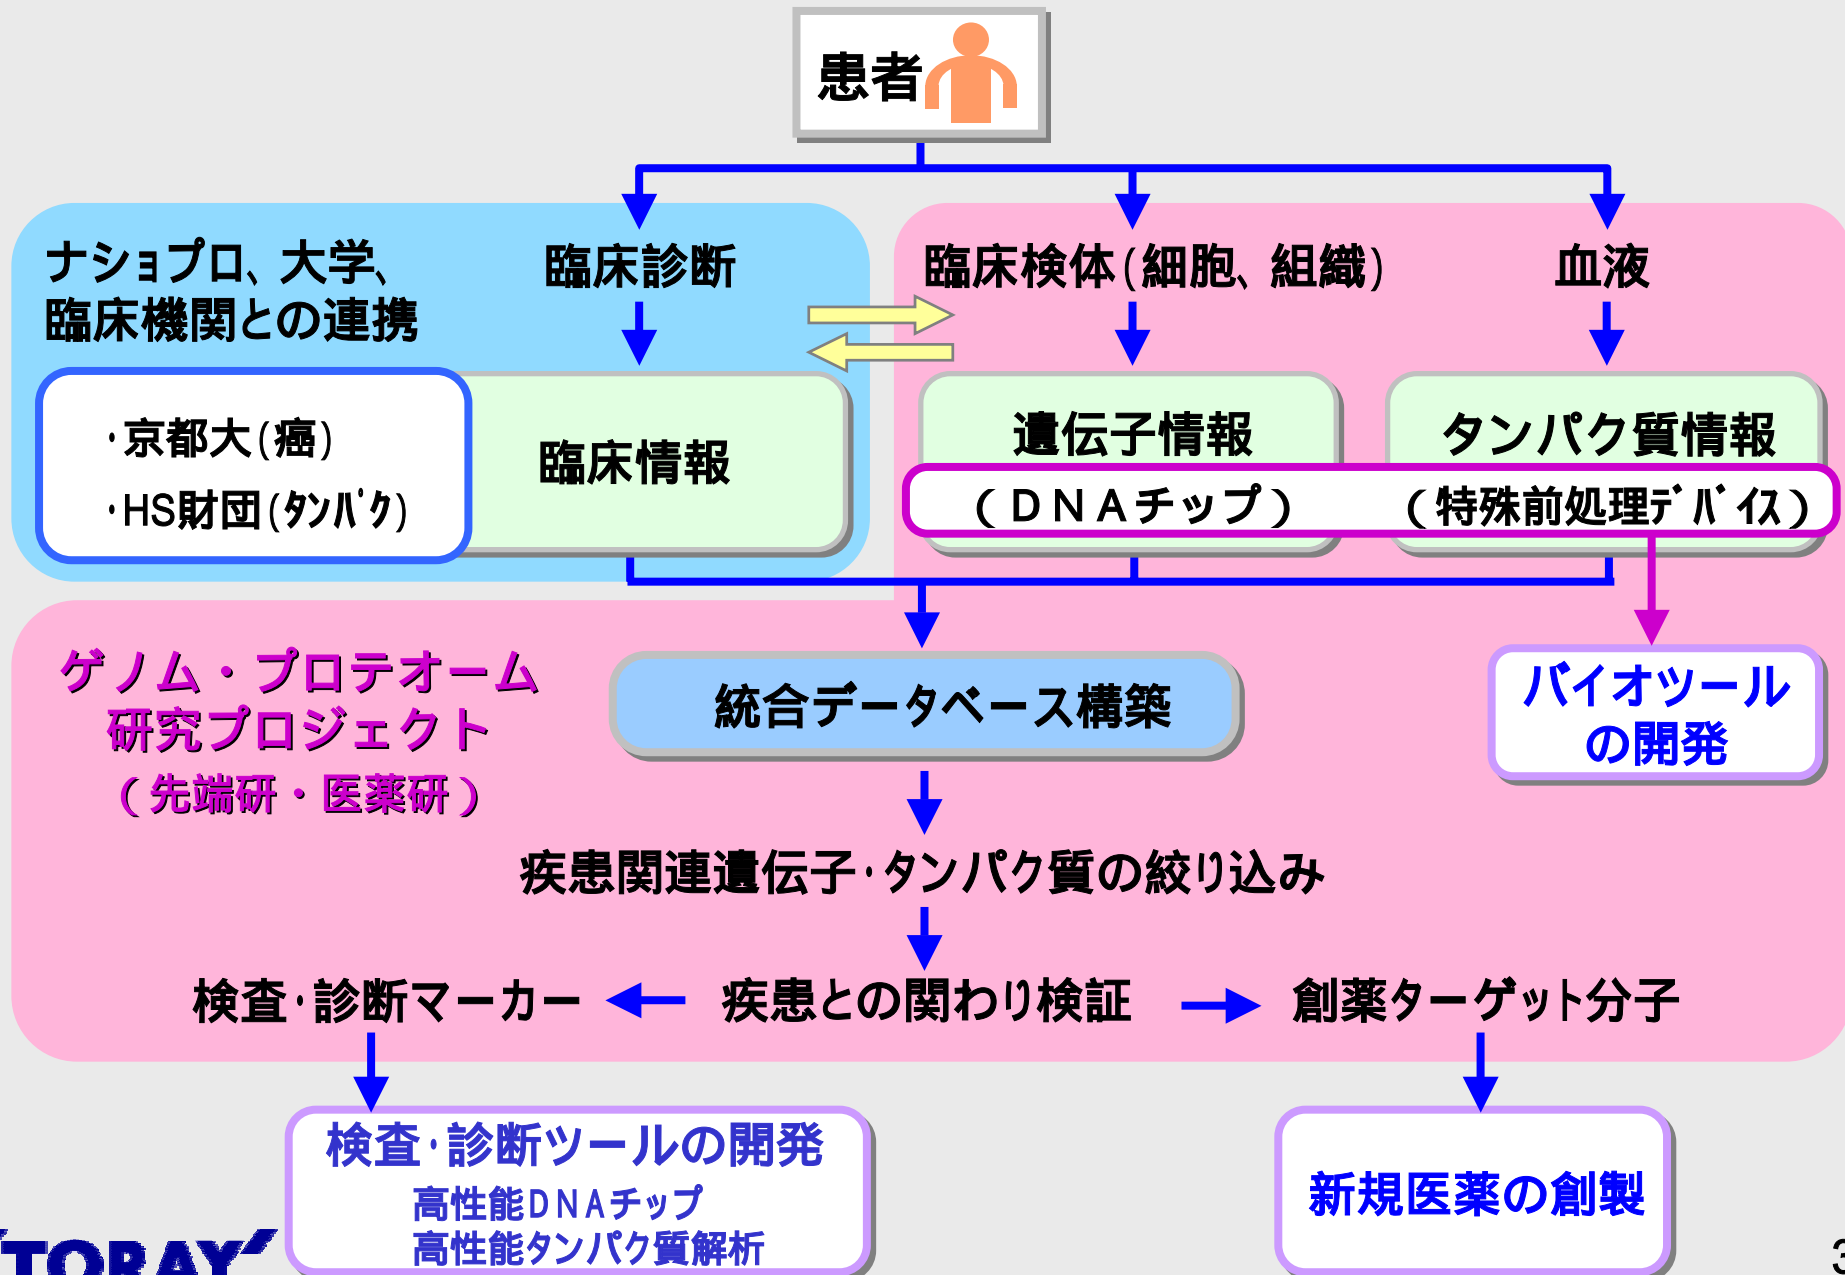 患者
ナショプロ、大学、
臨床機関との連携
臨床診断
臨床検体(細胞、組織)
血液
・京都大(癌)
・HS財団(ﾀﾝﾊﾟｸ)
臨床情報
遺伝子情報
(DNAチップ)
タンパク質情報
(特殊前処理ﾃﾞﾊﾞｲｽ)
ゲノム・プロテオーム
研究プロジェクト
(先端研・医薬研)
統合データベース構築
バイオツール
の開発
疾患関連遺伝子・タンパク質の絞り込み
検査・診断マーカー
疾患との関わり検証
創薬ターゲット分子
検査・診断ツールの開発
高性能DNAチップ
高性能タンパク質解析
新規医薬の創製
TORAY
3